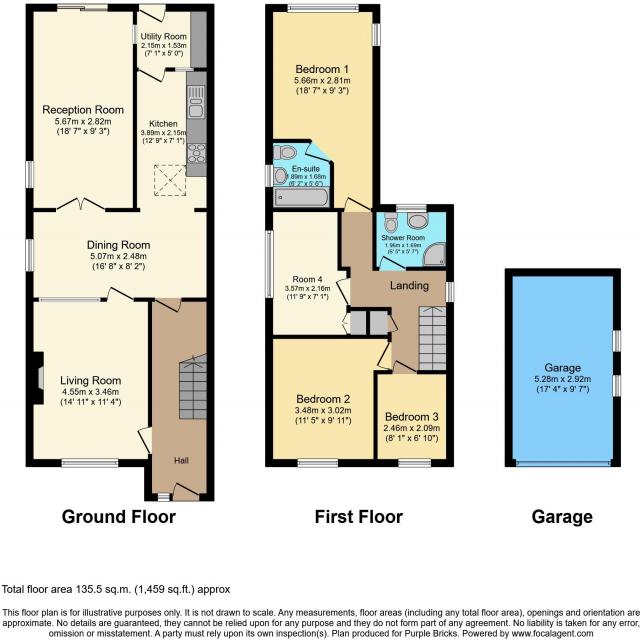 Utility Room
2.15m x 1.53m
(7' 1" x 5' 0")
Reception Room
5.67m x 2.82m
(18' 7" x 9' 3")
Kitchen
3.89m x 2.15m
(12' 9" x 7' 1")
Dining Room
5.07m x 2.48m
(16' 8" x 8' 2")
Living Room
4.55m x 3.46m
(14' 11" x 11' 4")
Hall
Ground Floor
Bedroom 1
5.66m x 2.81m
(18' 7" x 9' 3")
En-suite
1.89m x 1.68m
(6' 2" x 5' 6")
Shower Room
1.96m x 1.69m
(6' 5" x 5' 7")
Room 4
3.57m x 2.16m
(11' 9" x 7' 1")
Landing
Bedroom 2
3.48m x 3.02m
(11' 5" x 9' 11")
Bedroom 3
2.46m x 2.09m
(8' 1" x 6' 10")
First Floor
Garage
5.28m x 2.92m
(17' 4" x 9' 7")
Garage
Total floor area 135.5 sq.m. (1,459 sq.ft.) approx
This floor plan is for illustrative purposes only. It is not drawn to scale. Any measurements, floor areas (including any total floor area), openings and orientation are
approximate. No details are guaranteed, they cannot be relied upon for any purpose and they do not form part of any agreement. No liability is taken for any error,
omission or misstatement. A party must rely upon its own inspection(s). Plan produced for Purple Bricks. Powered by www.focalagent.com